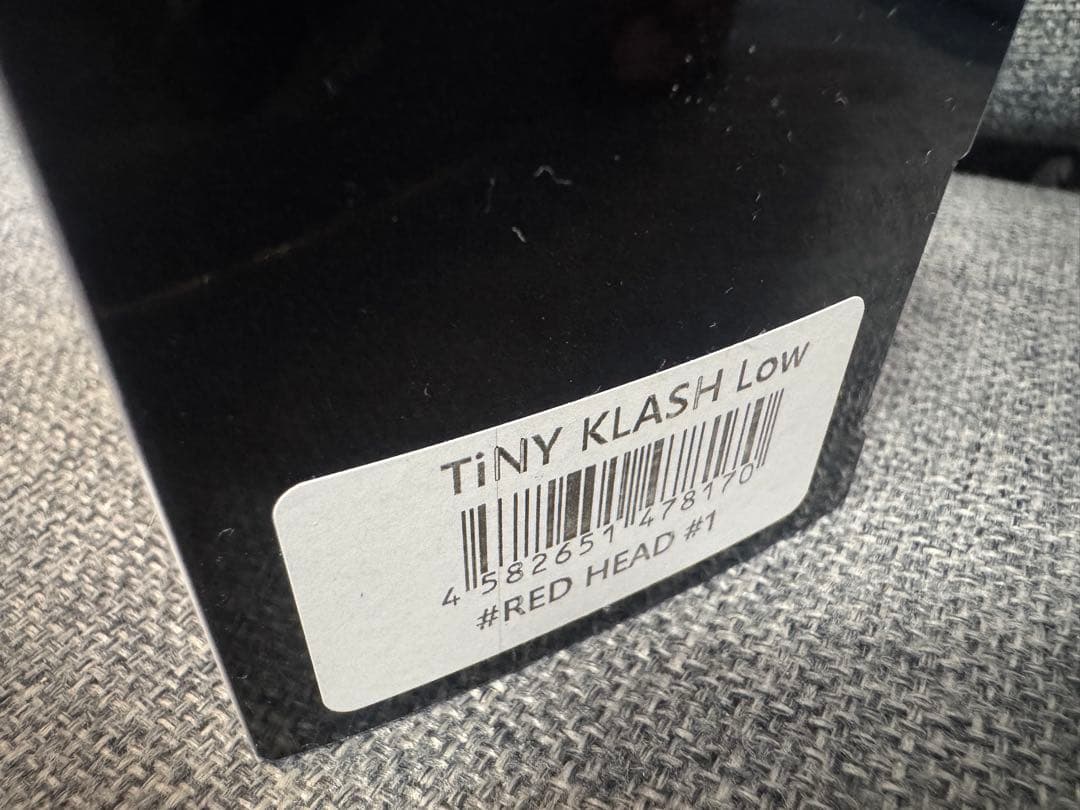 TiNY KLASH Low
4 582651 478170
#RED HEAD #1